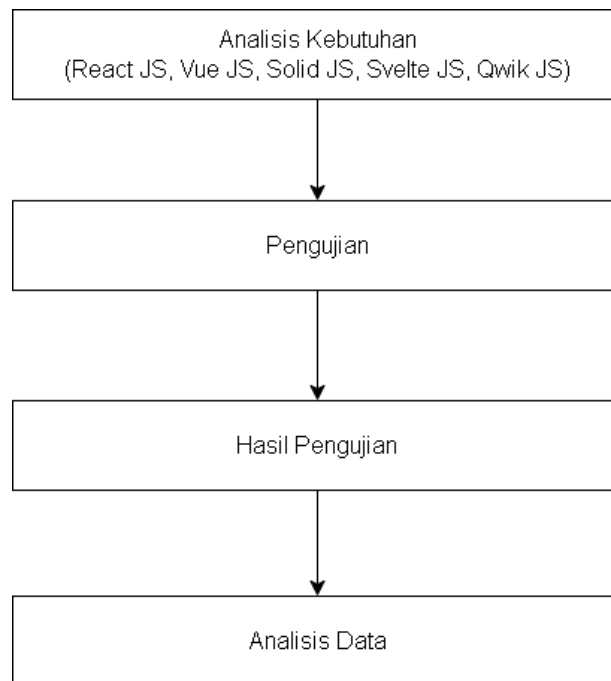 Analisis Kebutuhan
(React JS, Vue JS, Solid JS, Svelte JS, Qwik JS)
Pengujian
Hasil Pengujian
Analisis Data